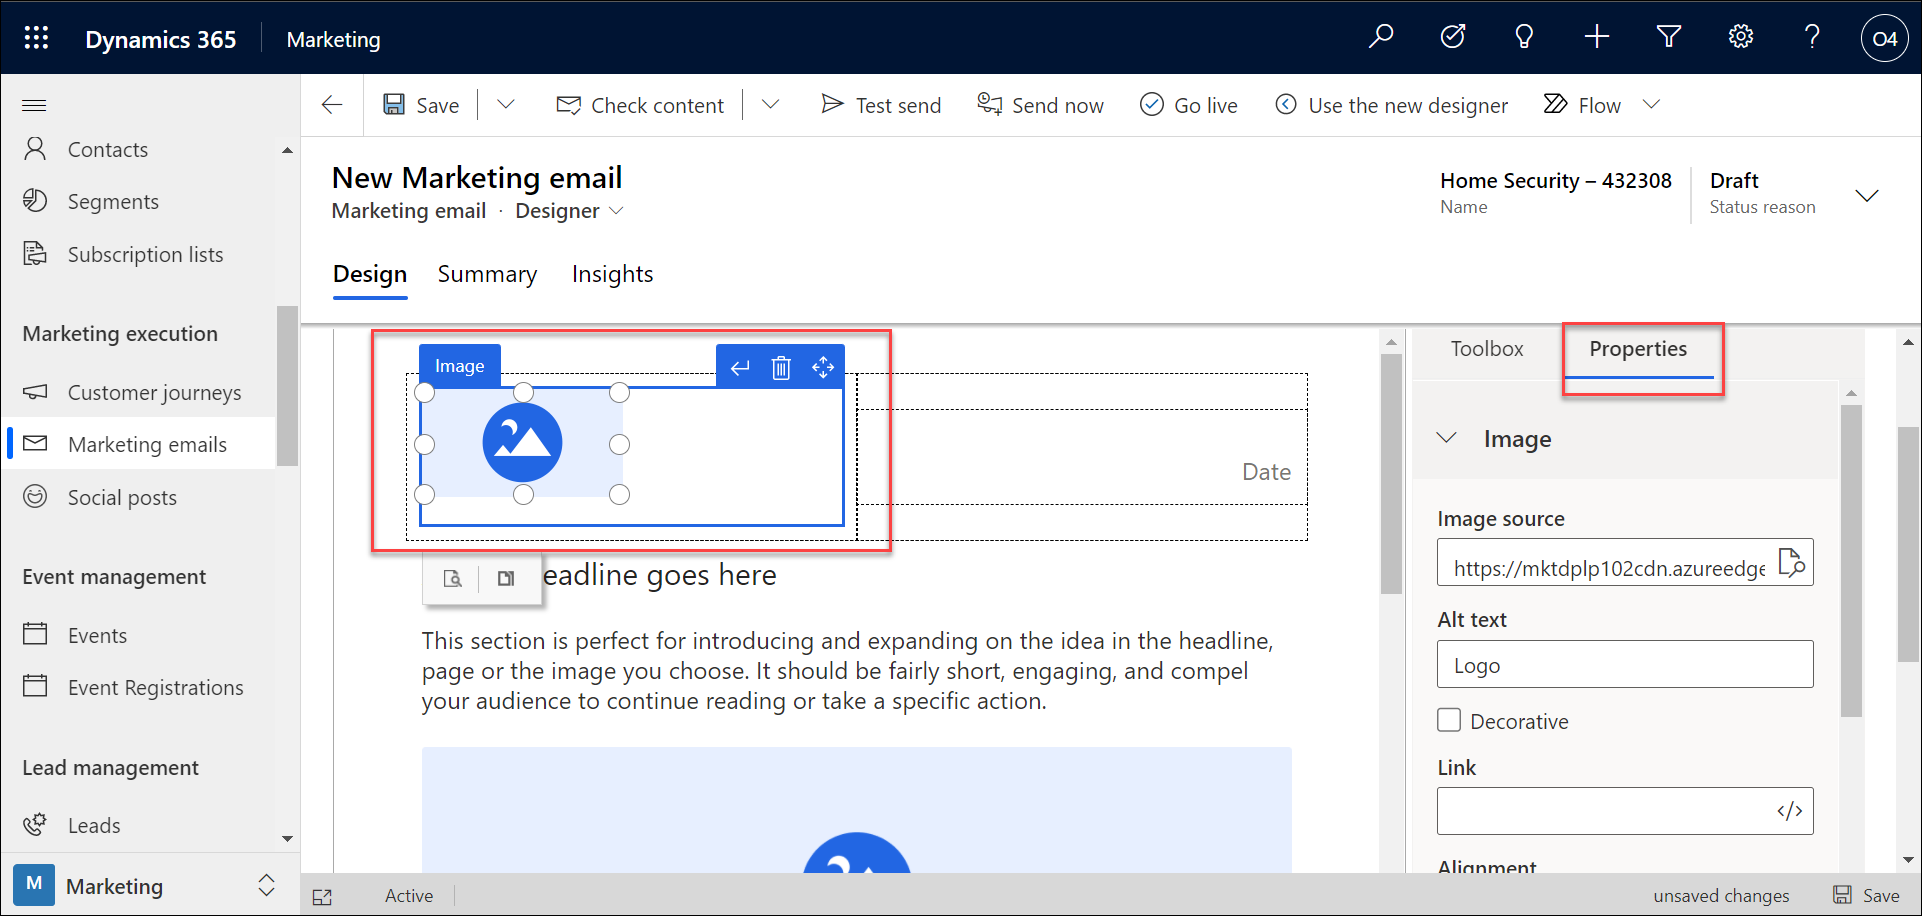 Dynamics 365 Marketing O4
Save Check content Test send Send now Go live Use the new designer Flow
Contacts
Segments
Subscription lists
Marketing execution
Customer journeys
Marketing emails
Social posts
Event management
Events
Event Registrations
Lead management
Leads
M Marketing
New Marketing email
Marketing email · Designer
Home Security – 432308
Name
Draft
Status reason
Design Summary Insights
Image
Date
eadline goes here
This section is perfect for introducing and expanding on the idea in the headline,
page or the image you choose. It should be fairly short, engaging, and compel
your audience to continue reading or take a specific action.
Toolbox Properties
Image
Image source
https://mktdplp102cdn.azureedge
Alt text
Logo
Decorative
Link
</>
Alignment
Active
unsaved changes Save